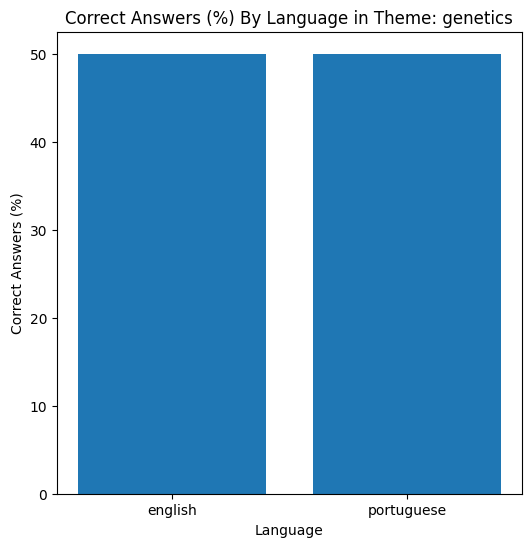 Correct Answers (%) By Language in Theme: genetics
Correct Answers (%)
50
40
30
20
10
0
english portuguese
Language